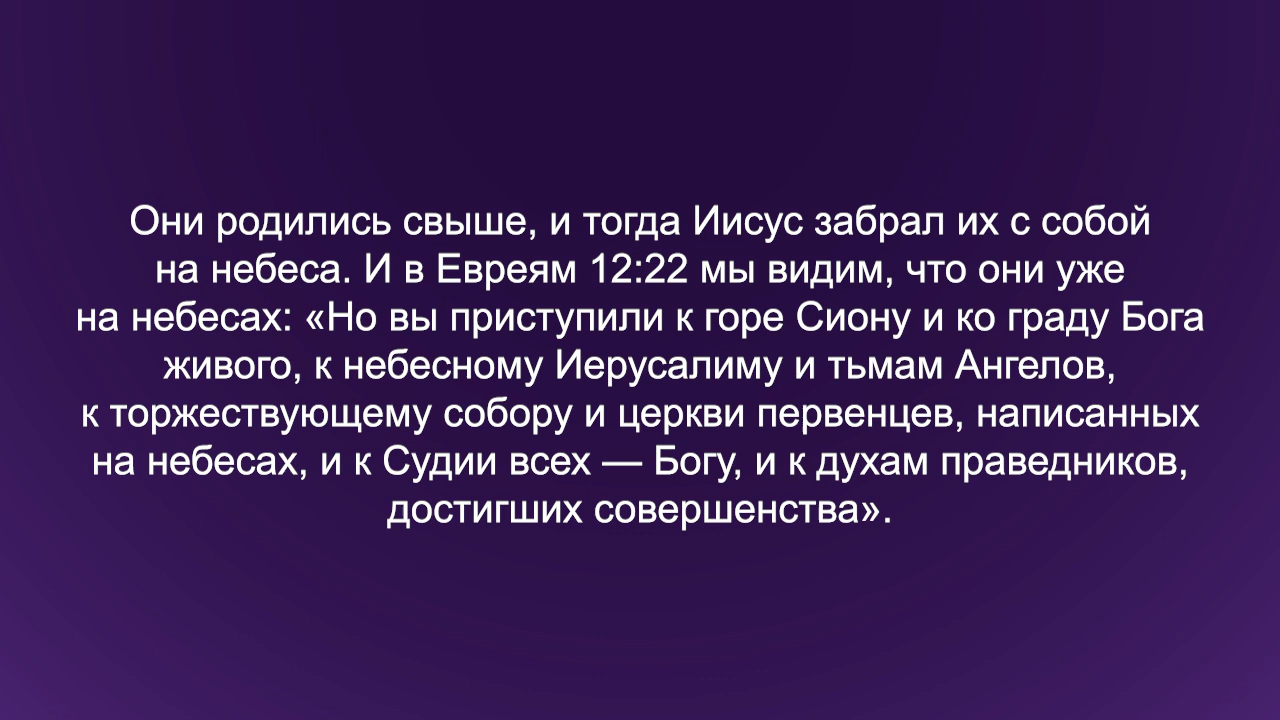 Они родились свыше, и тогда Иисус забрал их с собой
на небеса. И в Евреям 12:22 мы видим, что они уже
на небесах: «Но вы приступили к горе Сиону и ко граду Бога
живого, к небесному Иерусалиму и тьмам Ангелов,
к торжествующему собору и церкви первенцев, написанных
на небесах, и к Судии всех — Богу, и к духам праведников,
достигших совершенства».